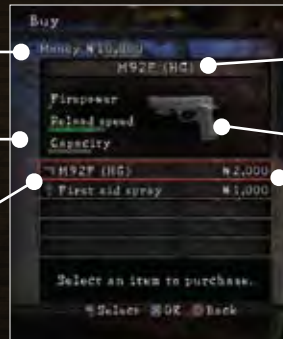 Buy
Money ₦10,000
M92F (HG)
Firepower
Reload speed
Capacity
M92F (HG) ₦2,000
First aid spray ₦1,000
Select an item to purchase.
Select OK Back